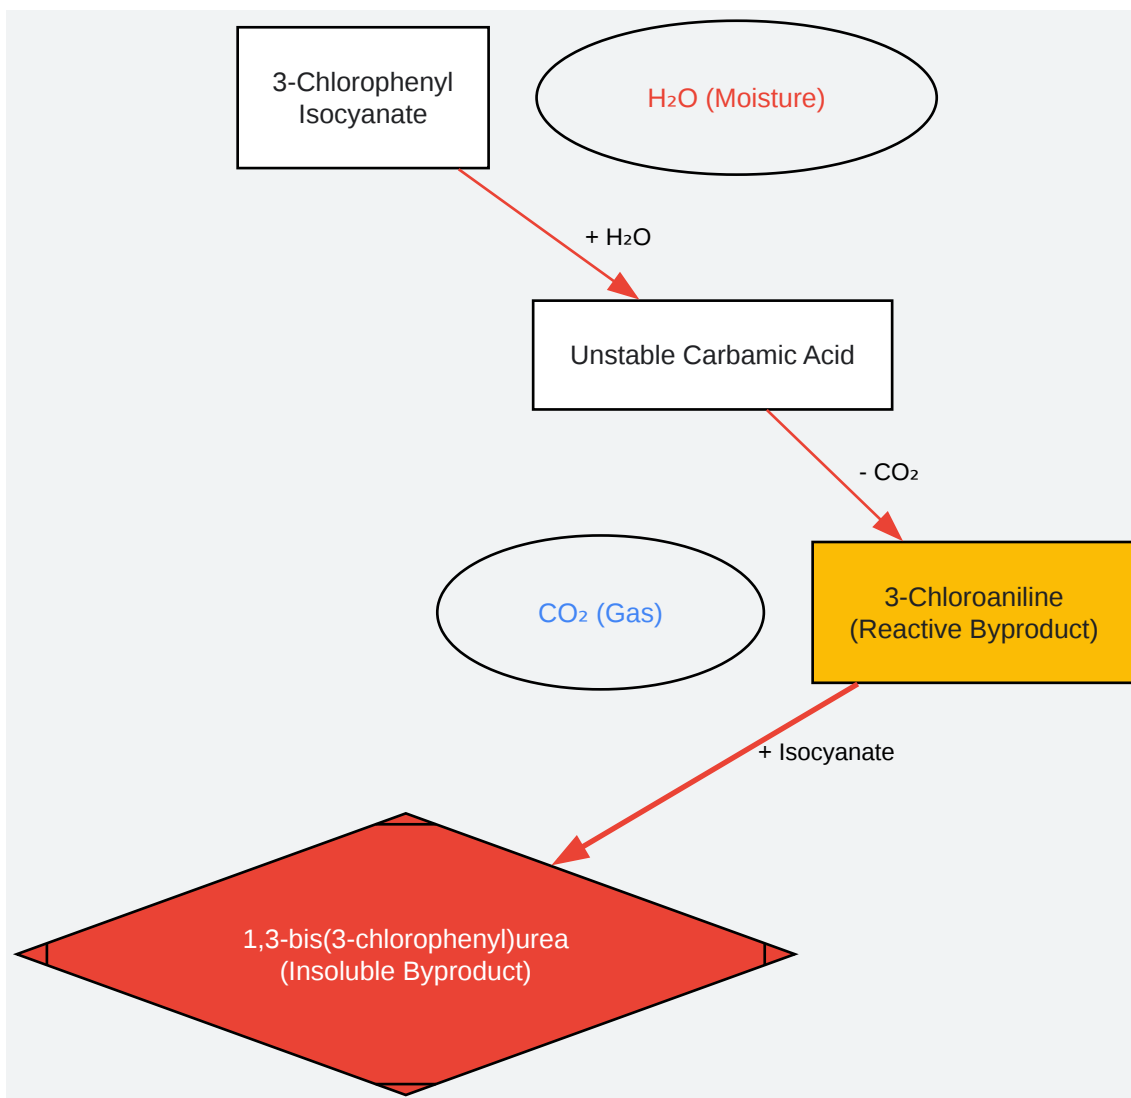 3-Chlorophenyl
Isocyanate
H₂O (Moisture)
+ H₂O
Unstable Carbamic Acid
- CO₂
3-Chloroaniline
(Reactive Byproduct)
CO₂ (Gas)
+ Isocyanate
1,3-bis(3-chlorophenyl)urea
(Insoluble Byproduct)